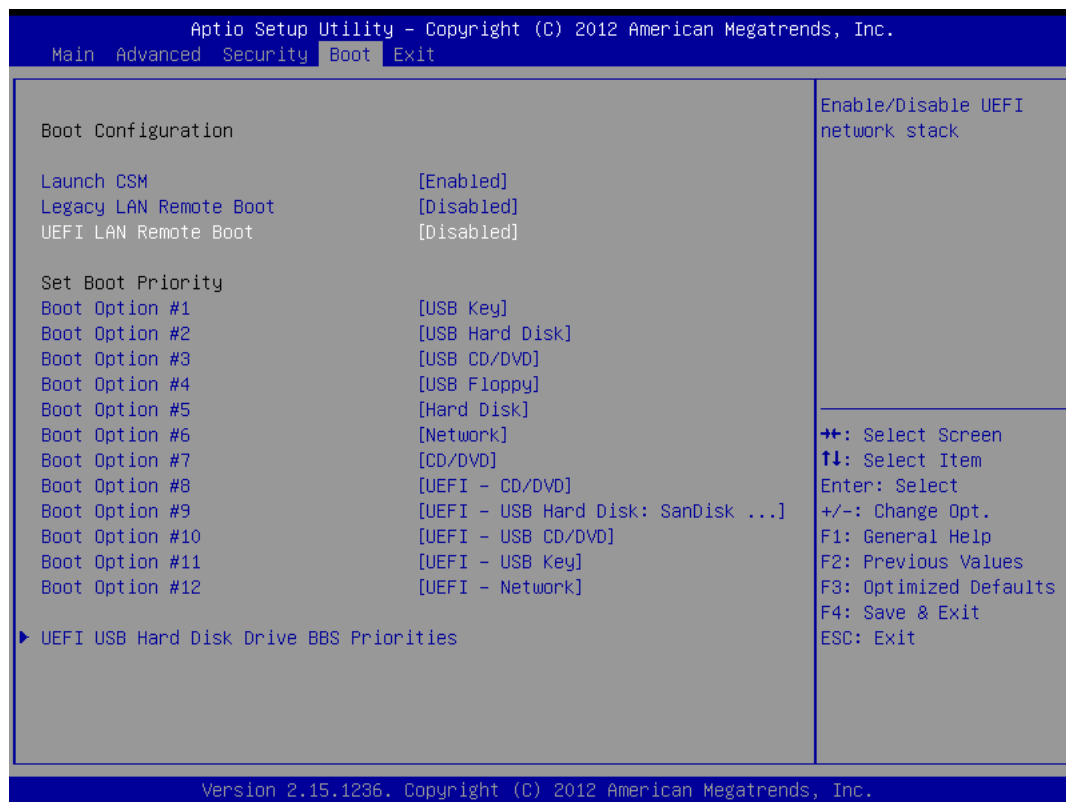 Aptio Setup Utility – Copyright (C) 2012 American Megatrends, Inc.
Main Advanced Security Boot Exit
Boot Configuration
Launch CSM [Enabled]
Legacy LAN Remote Boot [Disabled]
UEFI LAN Remote Boot [Disabled]
Set Boot Priority
Boot Option #1 [USB Key]
Boot Option #2 [USB Hard Disk]
Boot Option #3 [USB CD/DVD]
Boot Option #4 [USB Floppy]
Boot Option #5 [Hard Disk]
Boot Option #6 [Network]
Boot Option #7 [CD/DVD]
Boot Option #8 [UEFI – CD/DVD]
Boot Option #9 [UEFI – USB Hard Disk: SanDisk ...]
Boot Option #10 [UEFI – USB CD/DVD]
Boot Option #11 [UEFI – USB Key]
Boot Option #12 [UEFI – Network]
UEFI USB Hard Disk Drive BBS Priorities
Enable/Disable UEFI
network stack
→←: Select Screen
↑↓: Select Item
Enter: Select
+/-: Change Opt.
F1: General Help
F2: Previous Values
F3: Optimized Defaults
F4: Save & Exit
ESC: Exit
Version 2.15.1236. Copyright (C) 2012 American Megatrends, Inc.